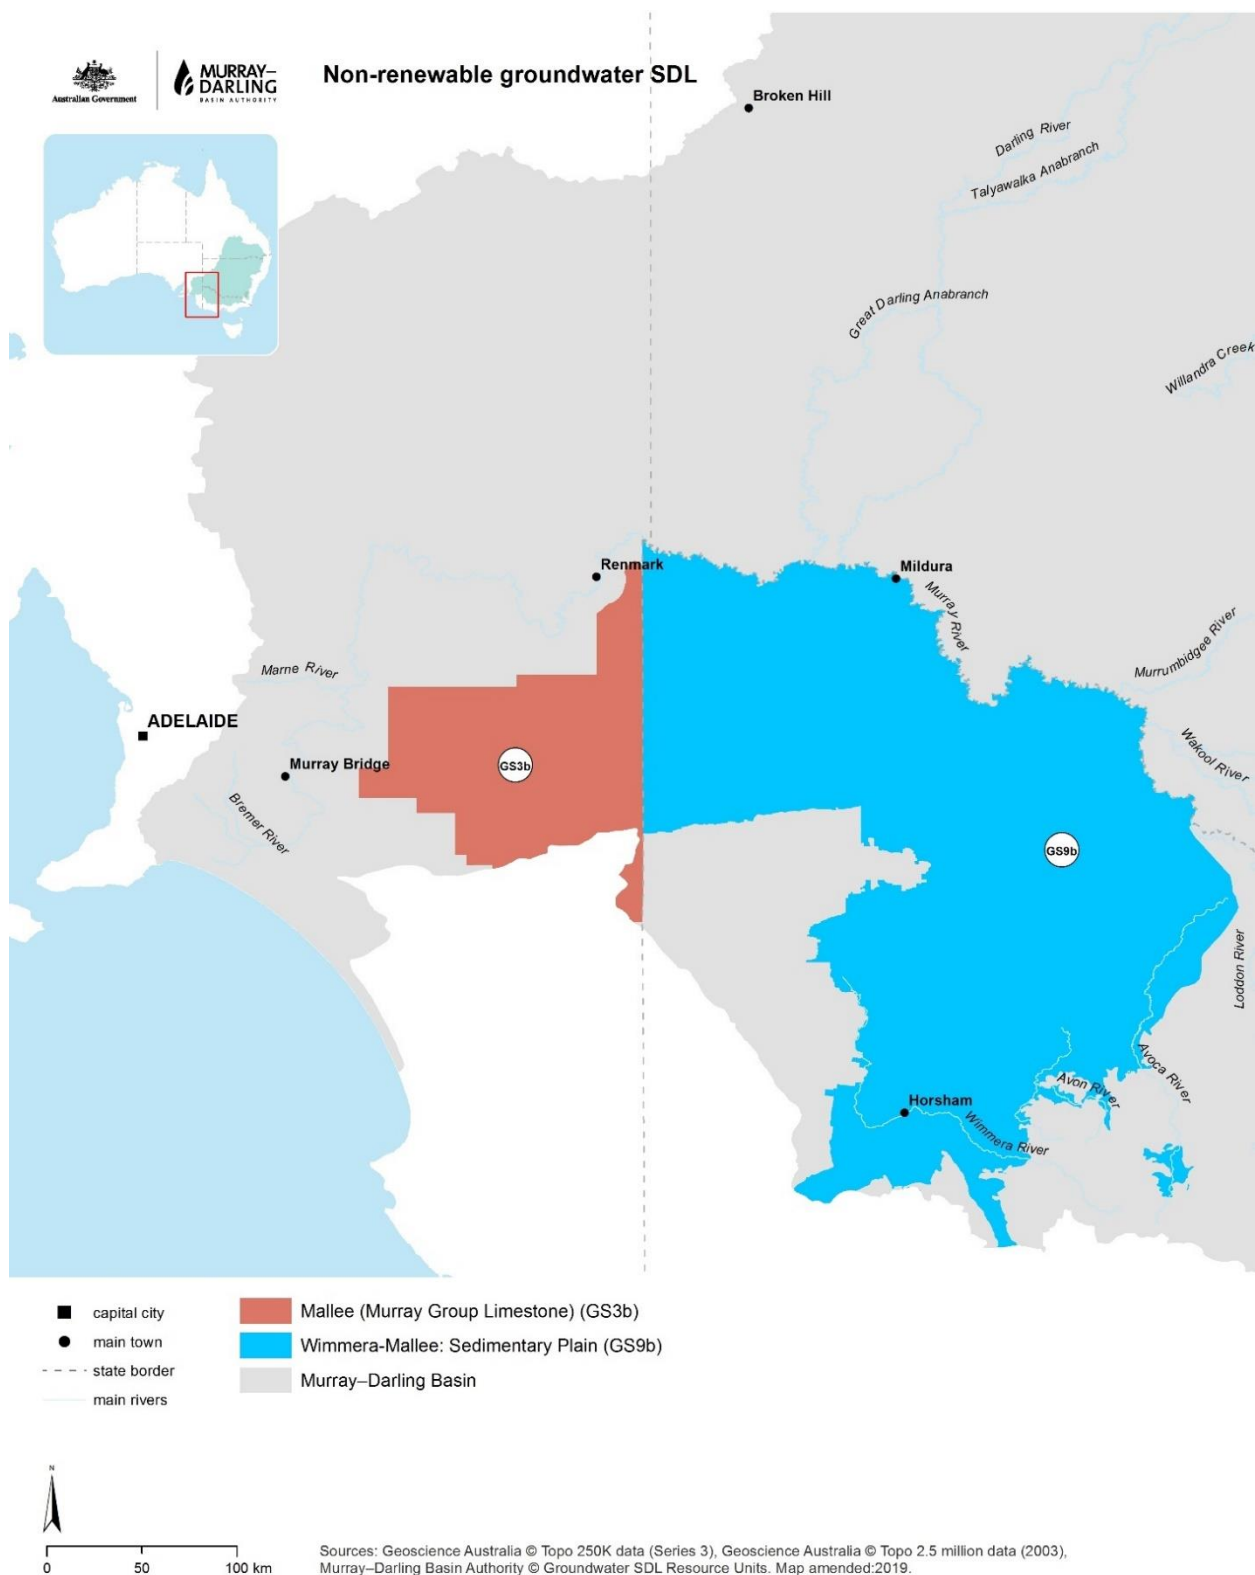 Australian Government
MURRAY–
DARLING
BASIN AUTHORITY
Non-renewable groundwater SDL
Broken Hill
Darling River
Talyawalka Anabranch
Great Darling Anabranch
Willandra Creek
Renmark
Mildura
Murray River
Marne River
Murrumbidgee River
ADELAIDE
Murray Bridge
GS3b
Wakool River
Bremer River
GS9b
Loddon River
Avoca River
Avon River
Horsham
Wimmera River
capital city
main town
state border
main rivers
Mallee (Murray Group Limestone) (GS3b)
Wimmera-Mallee: Sedimentary Plain (GS9b)
Murray–Darling Basin
N
0 50 100 km
Sources: Geoscience Australia © Topo 250K data (Series 3), Geoscience Australia © Topo 2.5 million data (2003),
Murray–Darling Basin Authority © Groundwater SDL Resource Units. Map amended:2019.